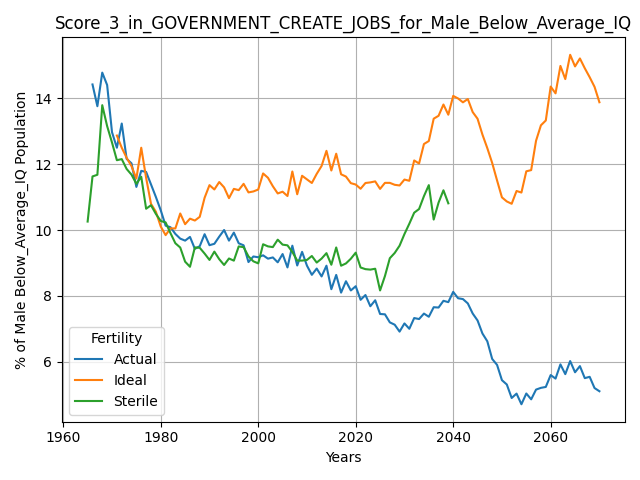 Score_3_in_GOVERNMENT_CREATE_JOBS_for_Male_Below_Average_IQ
% of Male Below_Average_IQ Population
14
12
10
8
6
Fertility
Actual
Ideal
Sterile
1960 1980 2000 2020 2040 2060
Years